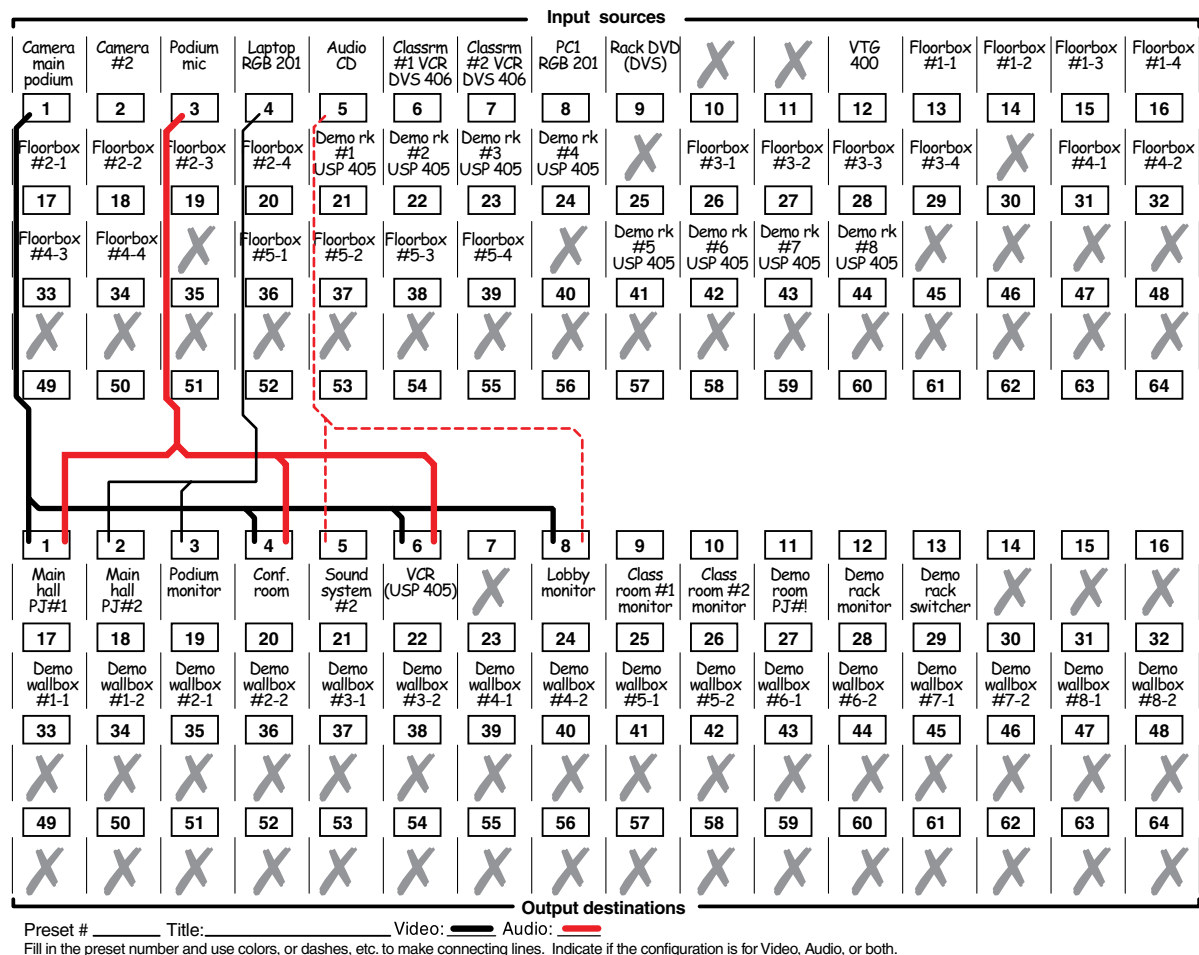 Input sources
Camera main podium
Camera #2
Podium mic
Laptop RGB 201
Audio CD
Classrm #1 VCR DVS 406
Classrm #2 VCR DVS 406
PC1 RGB 201
Rack DVD (DVS)
X
X
VTG 400
Floorbox #1-1
Floorbox #1-2
Floorbox #1-3
Floorbox #1-4
1 2 3 4 5 6 7 8 9 10 11 12 13 14 15 16
Floorbox #2-1
Floorbox #2-2
Floorbox #2-3
Floorbox #2-4
Demo rk #1 USP 405
Demo rk #2 USP 405
Demo rk #3 USP 405
Demo rk #4 USP 405
X
Floorbox #3-1
Floorbox #3-2
Floorbox #3-3
Floorbox #3-4
X
Floorbox #4-1
Floorbox #4-2
17 18 19 20 21 22 23 24 25 26 27 28 29 30 31 32
Floorbox #4-3
Floorbox #4-4
X
Floorbox #5-1
Floorbox #5-2
Floorbox #5-3
Floorbox #5-4
X
Demo rk #5 USP 405
Demo rk #6 USP 405
Demo rk #7 USP 405
Demo rk #8 USP 405
X X X X
33 34 35 36 37 38 39 40 41 42 43 44 45 46 47 48
X X X X X X X X X X X X X X X X
49 50 51 52 53 54 55 56 57 58 59 60 61 62 63 64
1 2 3 4 5 6 7 8 9 10 11 12 13 14 15 16
Main hall PJ#1
Main hall PJ#2
Podium monitor
Conf. room
Sound system #2
VCR (USP 405)
X
Lobby monitor
Class room #1 monitor
Class room #2 monitor
Demo room PJ#!
Demo rack monitor
Demo rack switcher
X X X
17 18 19 20 21 22 23 24 25 26 27 28 29 30 31 32
Demo wallbox #1-1
Demo wallbox #1-2
Demo wallbox #2-1
Demo wallbox #2-2
Demo wallbox #3-1
Demo wallbox #3-2
Demo wallbox #4-1
Demo wallbox #4-2
Demo wallbox #5-1
Demo wallbox #5-2
Demo wallbox #6-1
Demo wallbox #6-2
Demo wallbox #7-1
Demo wallbox #7-2
Demo wallbox #8-1
Demo wallbox #8-2
33 34 35 36 37 38 39 40 41 42 43 44 45 46 47 48
X X X X X X X X X X X X X X X X
49 50 51 52 53 54 55 56 57 58 59 60 61 62 63 64
X X X X X X X X X X X X X X X X
Output destinations
Preset # Title: Video: Audio:
Fill in the preset number and use colors, or dashes, etc. to make connecting lines. Indicate if the configuration is for Video, Audio, or both.